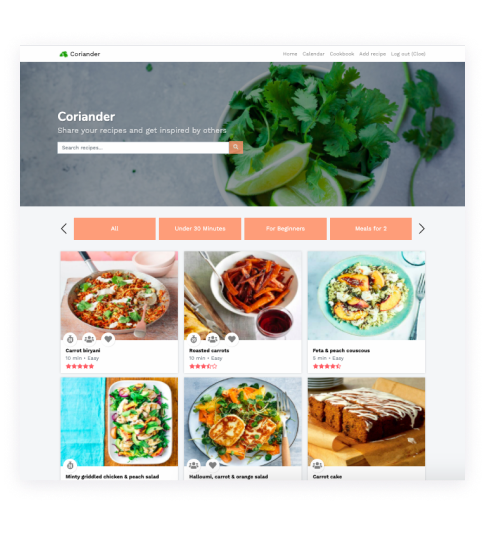 Coriander
Home Calendar Cookbook Add recipe Log out (Cloe)
Coriander
Share your recipes and get inspired by others
Search recipes...
All
Under 30 Minutes
For Beginners
Meals for 2
Carrot biryani
10 min • Easy
Roasted carrots
10 min • Easy
Feta & peach couscous
5 min • Easy
Minty griddled chicken & peach salad
Halloumi, carrot & orange salad
Carrot cake